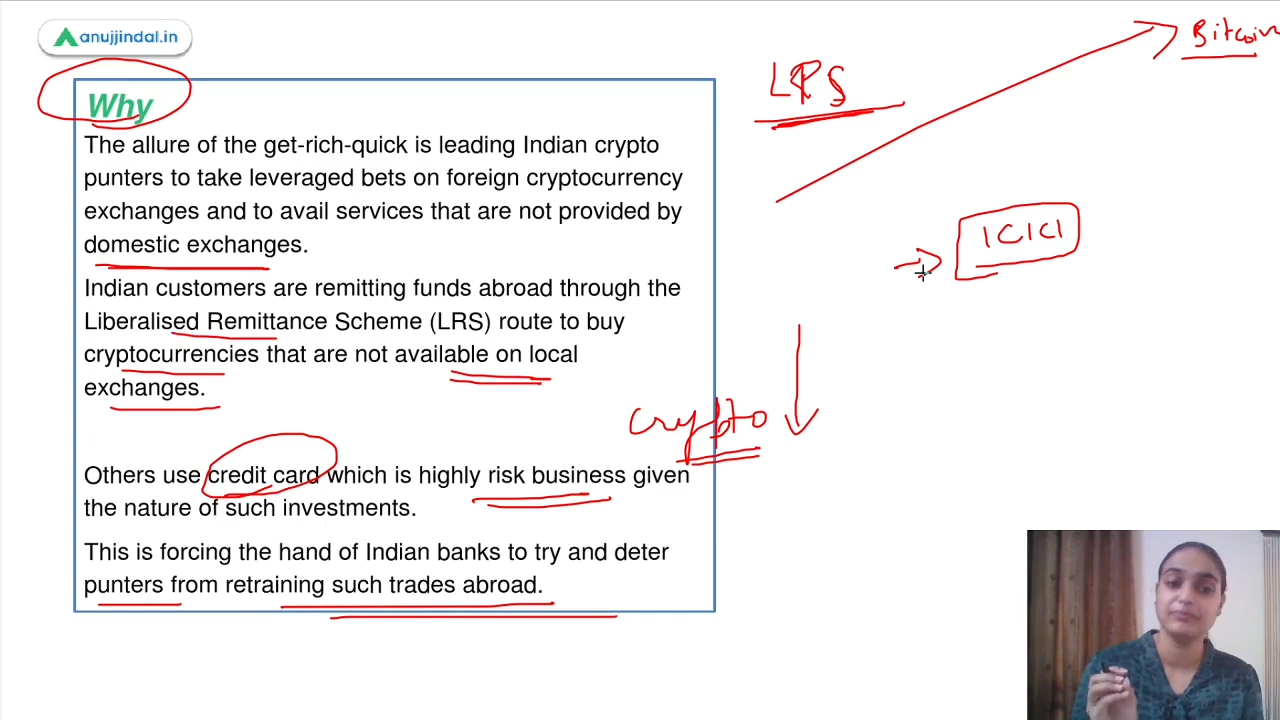 anujjindal.in
Why
The allure of the get-rich-quick is leading Indian crypto
punters to take leveraged bets on foreign cryptocurrency
exchanges and to avail services that are not provided by
domestic exchanges.
Indian customers are remitting funds abroad through the
Liberalised Remittance Scheme (LRS) route to buy
cryptocurrencies that are not available on local
exchanges.
Others use credit card which is highly risk business given
the nature of such investments.
This is forcing the hand of Indian banks to try and deter
punters from retraining such trades abroad.
LRS
Bitcoin
ICICI
crypto